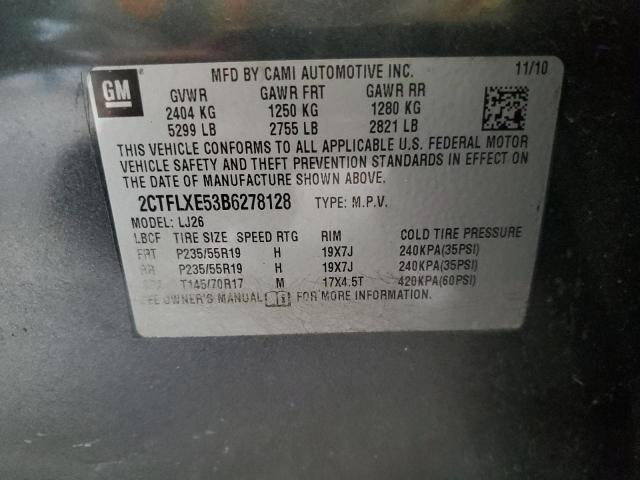 GM
MFD BY CAMI AUTOMOTIVE INC. 11/10
GVWR GAWR FRT GAWR RR
2404 KG 1250 KG 1280 KG
5299 LB 2755 LB 2821 LB
THIS VEHICLE CONFORMS TO ALL APPLICABLE U.S. FEDERAL MOTOR
VEHICLE SAFETY AND THEFT PREVENTION STANDARDS IN EFFECT ON
THE DATE OF MANUFACTURE SHOWN ABOVE.
2CTFLXE53B6278128 TYPE: M.P.V.
MODEL: LJ26
LBCF TIRE SIZE SPEED RTG RIM COLD TIRE PRESSURE
FRT P235/55R19 H 19X7J 240KPA(35PSI)
RR P235/55R19 H 19X7J 240KPA(35PSI)
T145/70R17 M 17X4.5T 420KPA(60PSI)
SEE OWNER'S MANUAL FOR MORE INFORMATION.